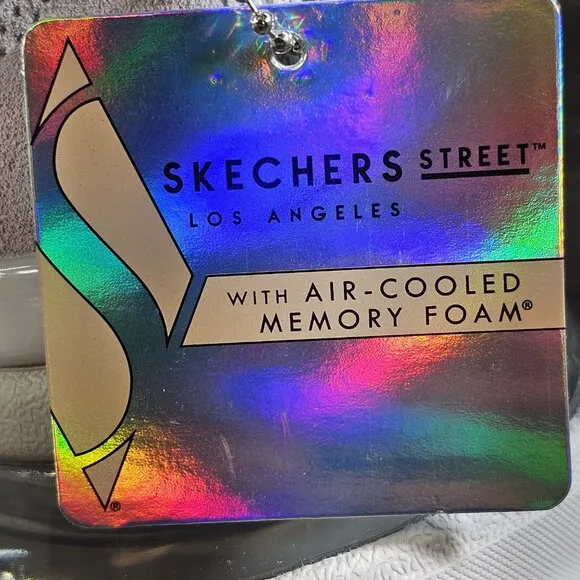 SKECHERS STREET™
LOS ANGELES
WITH AIR-COOLED
MEMORY FOAM®
®